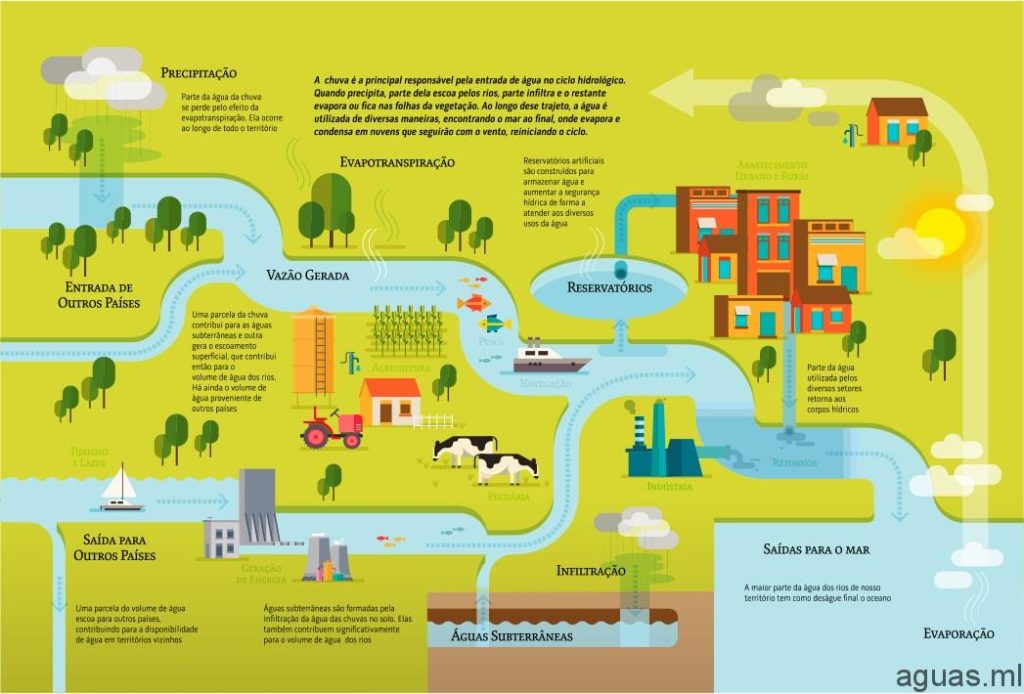 PRECIPITAÇÃO
Parte da água da chuva
se perde pelo efeito da
evapotranspiração. Ela ocorre
ao longo de todo o território
A chuva é a principal responsável pela entrada de água no ciclo hidrológico.
Quando precipita, parte dela escoa pelos rios, parte infiltra e o restante
evapora ou fica nas folhas da vegetação. Ao longo dese trajeto, a água é
utilizada de diversas maneiras, encontrando o mar ao final, onde evapora e
condensa em nuvens que seguirão com o vento, reiniciando o ciclo.
EVAPOTRANSPIRAÇÃO
Reservatórios artificiais
são construídos para
armazenar água e
aumentar a segurança
hídrica de forma a
atender aos diversos
usos da água
ABASTECIMENTO
URBANO E RURAL
ENTRADA DE
OUTROS PAÍSES
VAZÃO GERADA
RESERVATÓRIOS
Uma parcela da chuva
contribui para as águas
subterrâneas e outra
gera o escoamento
superficial, que contribui
então para o
volume de água dos rios.
Há ainda o volume de
água proveniente de
outros países
PESCA
AGRICULTURA
NAVEGAÇÃO
Parte da água
utilizada pelos
diversos setores
retorna aos
corpos hídricos
TURISMO
E LAZER
PECUÁRIA
INDÚSTRIA
RETORNOS
SAÍDA PARA
OUTROS PAÍSES
GERAÇÃO
DE ENERGIA
INFILTRAÇÃO
SAÍDAS PARA O MAR
A maior parte da água dos rios de nosso
território tem como deságue final o oceano
Uma parcela do volume de água
escoa para outros países,
contribuindo para a disponibilidade
de água em territórios vizinhos
Águas subterrâneas são formadas pela
infiltração da água das chuvas no solo. Elas
também contribuem significativamente
para o volume de água dos rios
ÁGUAS SUBTERRÂNEAS
EVAPORAÇÃO
aguas.ml